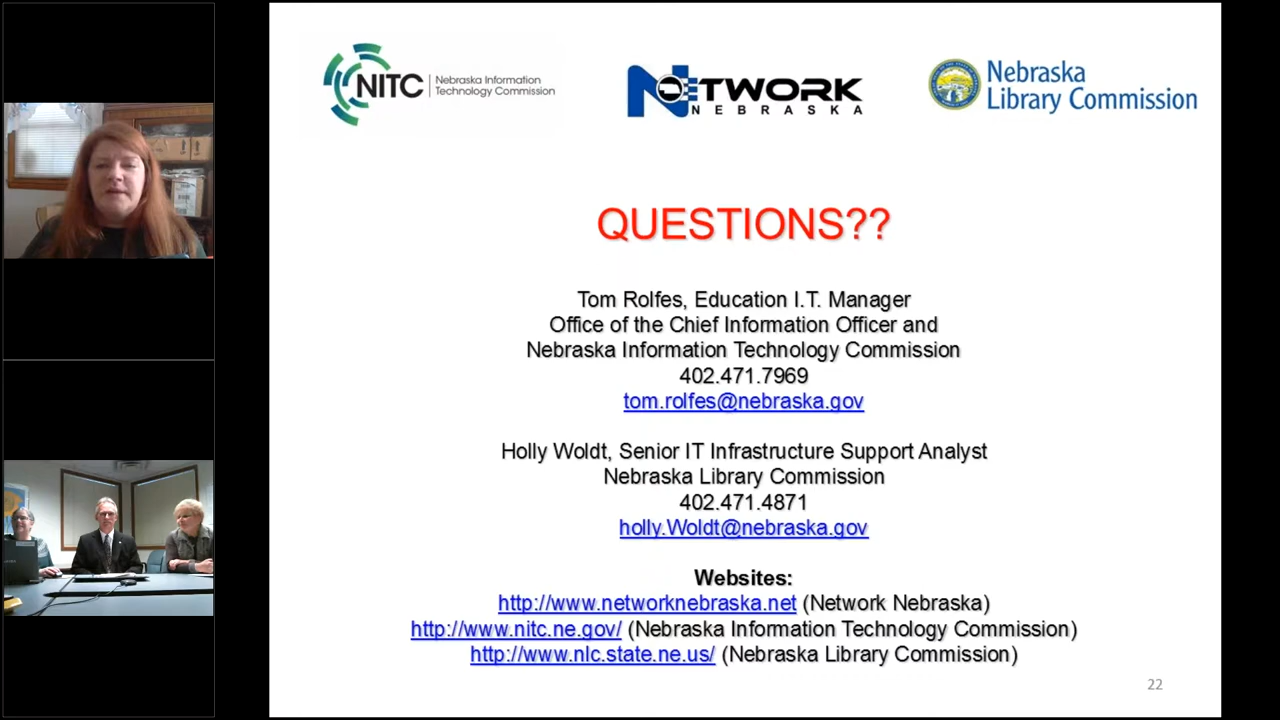 NITC
Nebraska Information
Technology Commission
NETWORK
NEBRASKA
Nebraska
Library Commission
QUESTIONS??
Tom Rolfes, Education I.T. Manager
Office of the Chief Information Officer and
Nebraska Information Technology Commission
402.471.7969
tom.rolfes@nebraska.gov
Holly Woldt, Senior IT Infrastructure Support Analyst
Nebraska Library Commission
402.471.4871
holly.Woldt@nebraska.gov
Websites:
http://www.networknebraska.net (Network Nebraska)
http://www.nitc.ne.gov/ (Nebraska Information Technology Commission)
http://www.nlc.state.ne.us/ (Nebraska Library Commission)
22